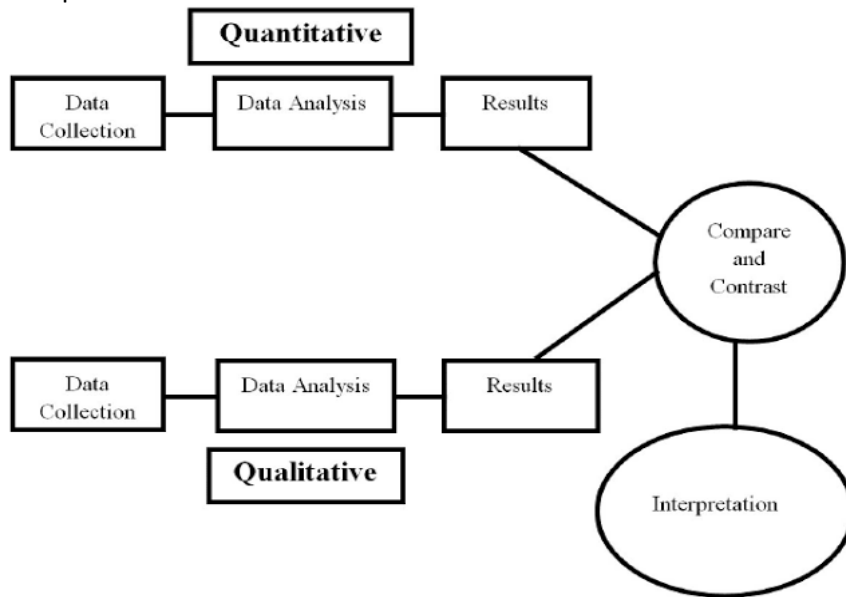 Quantitative
Data
Collection
Data Analysis
Results
Compare
and
Contrast
Data
Collection
Data Analysis
Results
Qualitative
Interpretation